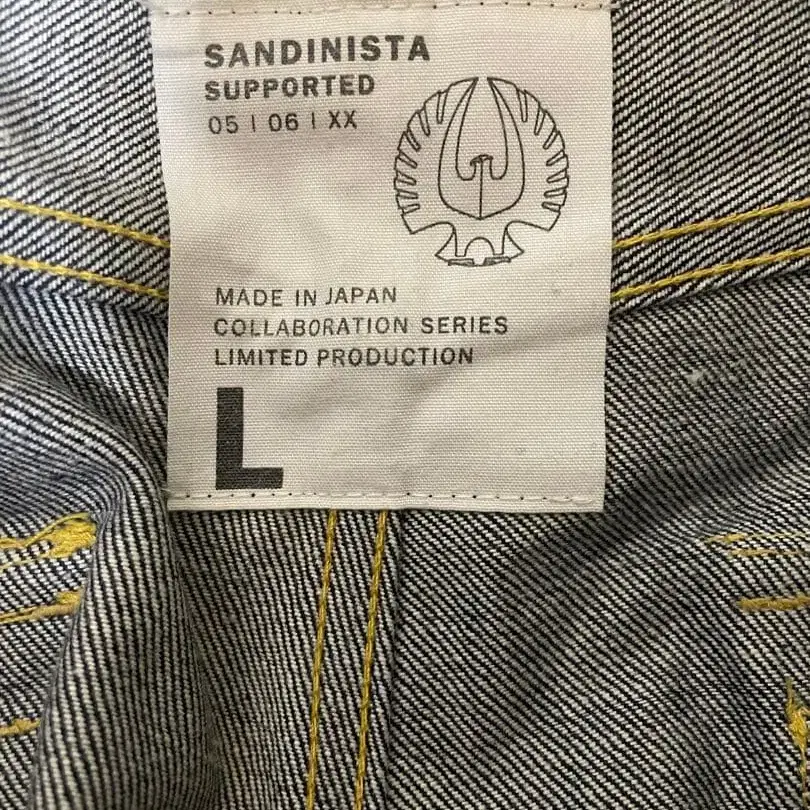 SANDINISTA
SUPPORTED
05 | 06 | XX
MADE IN JAPAN
COLLABORATION SERIES
LIMITED PRODUCTION
L